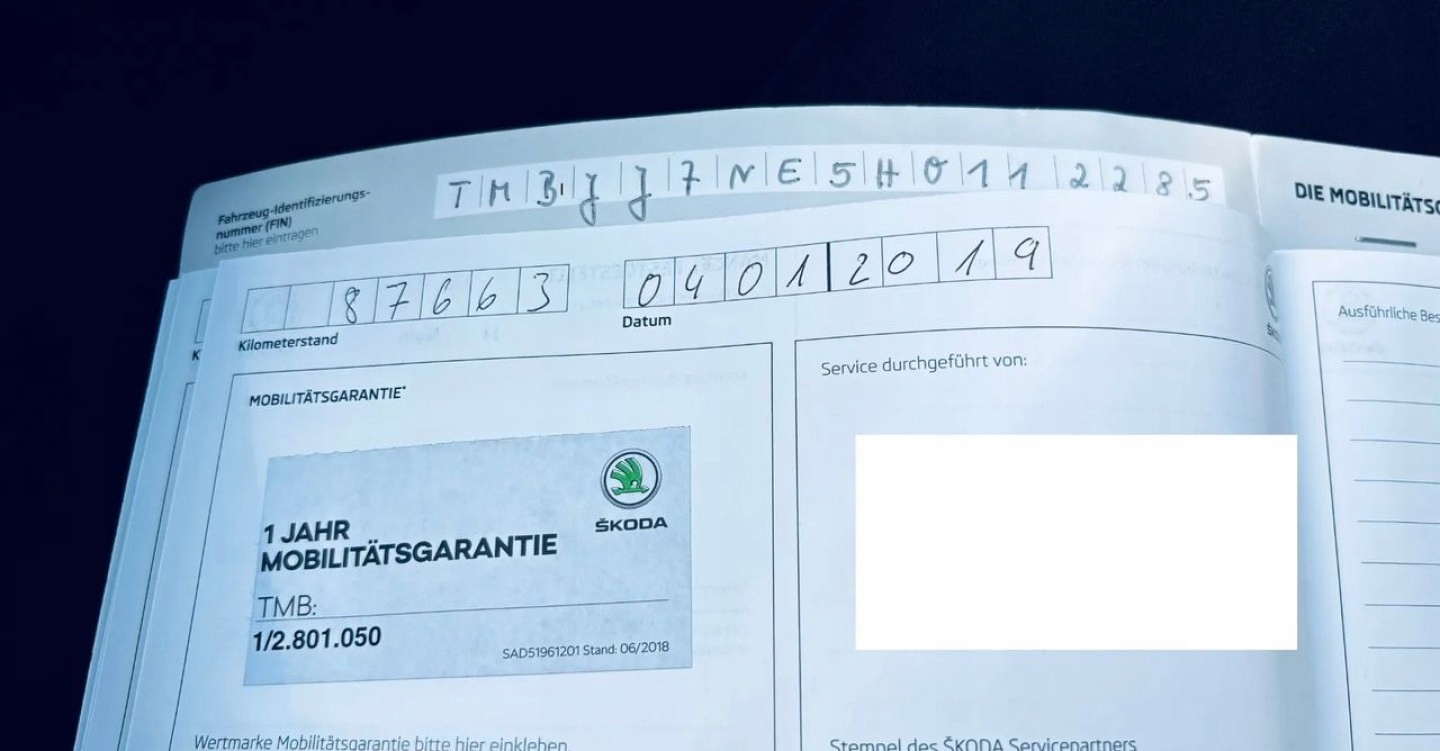 Fahrzeug-Identifizierungs-
nummer (FIN)
bitte hier eintragen
TMBJJ7NE5H0112285
DIE MOBILITÄTSG
87663
Kilometerstand
04012019
Datum
K
MOBILITÄTSGARANTIE*
1 JAHR
MOBILITÄTSGARANTIE
ŠKODA
TMB:
1/2.801.050
SAD51961201 Stand: 06/2018
Wertmarke Mobilitätsgarantie bitte hier einkleben.
Service durchgeführt von:
Stempel des ŠKODA Servicepartners
Ausführliche Bes